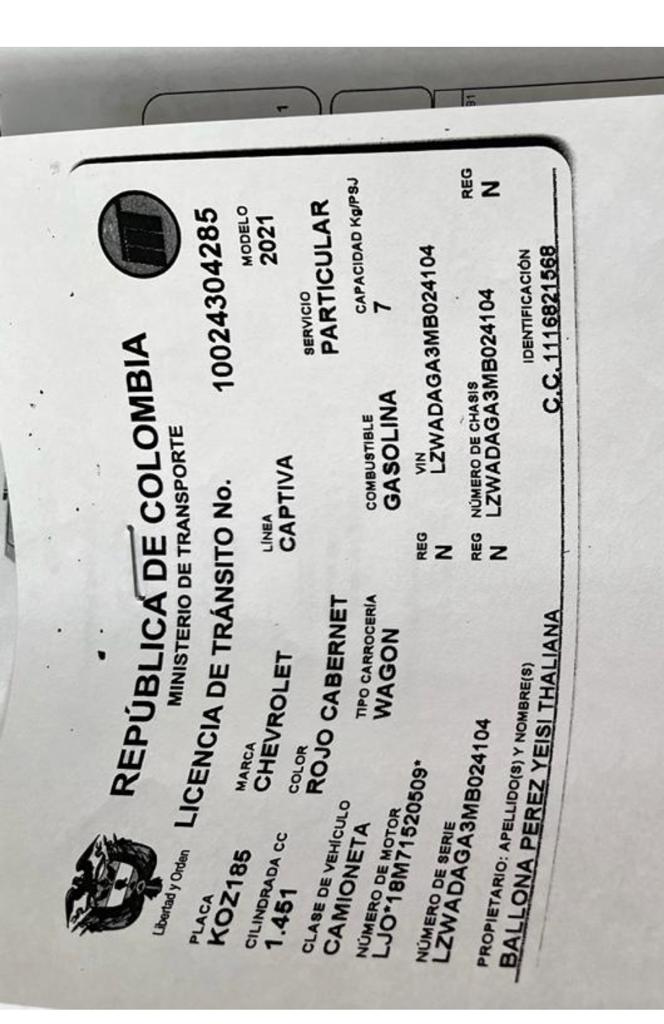 REPÚBLICA DE COLOMBIA
MINISTERIO DE TRANSPORTE
Libertad y Orden
LICENCIA DE TRÁNSITO No. 10024304285
PLACA MARCA LÍNEA MODELO
KOZ185 CHEVROLET CAPTIVA 2021
CILINDRADA CC COLOR SERVICIO
1.451 ROJO CABERNET PARTICULAR
CLASE DE VEHÍCULO TIPO CARROCERÍA COMBUSTIBLE CAPACIDAD Kg/PSJ
CAMIONETA WAGON GASOLINA 7
NÚMERO DE MOTOR REG VIN
LJO*18M71520509* N LZWADAGA3MB024104
NÚMERO DE SERIE REG NÚMERO DE CHASIS REG
LZWADAGA3MB024104 N LZWADAGA3MB024104 N
PROPIETARIO: APELLIDO(S) Y NOMBRE(S) IDENTIFICACIÓN
BALLONA PEREZ YEISI THALIANA C.C. 1116821568